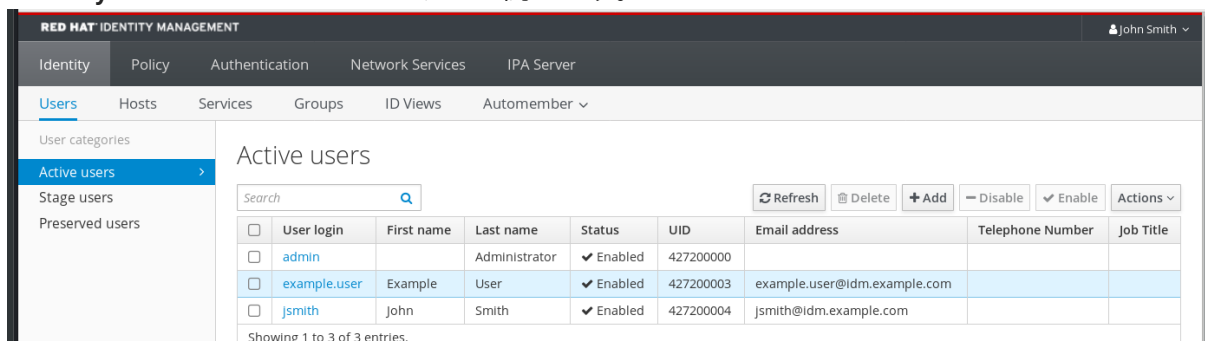 RED HAT® IDENTITY MANAGEMENT John Smith
Identity Policy Authentication Network Services IPA Server
Users Hosts Services Groups ID Views Automember
User categories
Active users
Stage users
Preserved users
Active users
Search Refresh Delete Add Disable Enable Actions
User login First name Last name Status UID Email address Telephone Number Job Title
admin Administrator Enabled 427200000
example.user Example User Enabled 427200003 example.user@idm.example.com
jsmith John Smith Enabled 427200004 jsmith@idm.example.com
Showing 1 to 3 of 3 entries.